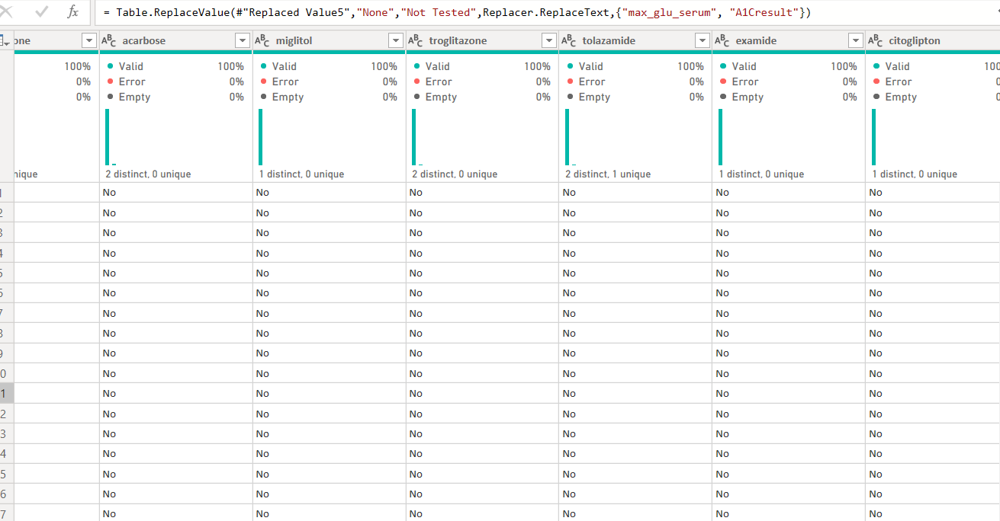 fx = Table.ReplaceValue(#"Replaced Value5","None","Not Tested",Replacer.ReplaceText,{"max_glu_serum", "A1Cresult"})
one ABC acarbose ABC miglitol ABC troglitazone ABC tolazamide ABC examide ABC citoglipton
100% Valid 100% Valid 100% Valid 100% Valid 100% Valid 100% Valid 100
0% Error 0% Error 0% Error 0% Error 0% Error 0% Error 0
0% Empty 0% Empty 0% Empty 0% Empty 0% Empty 0% Empty 0
nique 2 distinct, 0 unique 1 distinct, 0 unique 2 distinct, 0 unique 2 distinct, 1 unique 1 distinct, 0 unique 1 distinct, 0 unique
1 No No No No No No
2 No No No No No No
3 No No No No No No
4 No No No No No No
5 No No No No No No
6 No No No No No No
7 No No No No No No
8 No No No No No No
9 No No No No No No
0 No No No No No No
1 No No No No No No
2 No No No No No No
3 No No No No No No
4 No No No No No No
5 No No No No No No
6 No No No No No No
7 No No No No No No